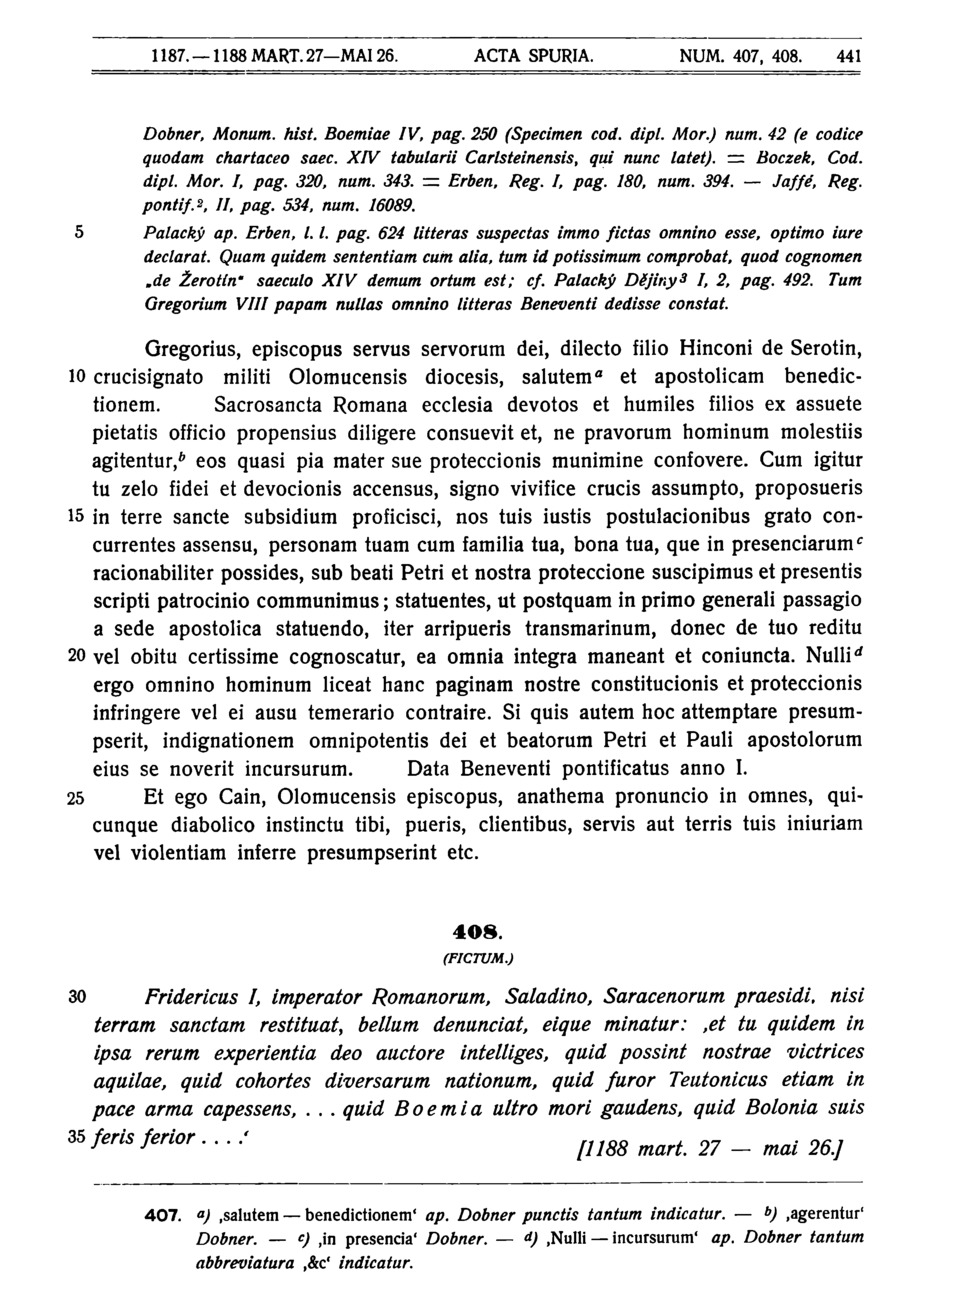 1187.—1188 MART. 27—MAI 26. ACTA SPURIA. NUM. 407, 408. 441
Dobner, Monum. hist. Boemiae IV, pag. 250 (Specimen cod. dipl. Mor.) num. 42 (e codice
quodam chartaceo saec. XIV tabularii Carlsteinensis, qui nunc latet). = Boczek, Cod.
dipl. Mor. I, pag. 320, num. 343. = Erben, Reg. I, pag. 180, num. 394. — Jaffé, Reg.
pontif.², II, pag. 534, num. 16089.
5 Palacký ap. Erben, l. l. pag. 624 litteras suspectas immo fictas omnino esse, optimo iure
declarat. Quam quidem sententiam cum alia, tum id potissimum comprobat, quod cognomen
„de Žerotín“ saeculo XIV demum ortum est; cf. Palacký Dějiny³ I, 2, pag. 492. Tum
Gregorium VIII papam nullas omnino litteras Beneventi dedisse constat.
Gregorius, episcopus servus servorum dei, dilecto filio Hinconi de Serotin,
10 crucisignato militi Olomucensis diocesis, salutemᵃ et apostolicam benedic-
tionem. Sacrosancta Romana ecclesia devotos et humiles filios ex assuete
pietatis officio propensius diligere consuevit et, ne pravorum hominum molestiis
agitentur,ᵇ eos quasi pia mater sue proteccionis munimine confovere. Cum igitur
tu zelo fidei et devocionis accensus, signo vivifice crucis assumpto, proposueris
15 in terre sancte subsidium proficisci, nos tuis iustis postulacionibus grato con-
currentes assensu, personam tuam cum familia tua, bona tua, que in presenciarumᶜ
racionabiliter possides, sub beati Petri et nostra proteccione suscipimus et presentis
scripti patrocinio communimus; statuentes, ut postquam in primo generali passagio
a sede apostolica statuendo, iter arripueris transmarinum, donec de tuo reditu
20 vel obitu certissime cognoscatur, ea omnia integra maneant et coniuncta. Nulliᵈ
ergo omnino hominum liceat hanc paginam nostre constitucionis et proteccionis
infringere vel ei ausu temerario contraire. Si quis autem hoc attemptare presum-
pserit, indignationem omnipotentis dei et beatorum Petri et Pauli apostolorum
eius se noverit incursurum. Data Beneventi pontificatus anno I.
25 Et ego Cain, Olomucensis episcopus, anathema pronuncio in omnes, qui-
cunque diabolico instinctu tibi, pueris, clientibus, servis aut terris tuis iniuriam
vel violentiam inferre presumpserint etc.
408.
(FICTUM.)
30 Fridericus I, imperator Romanorum, Saladino, Saracenorum praesidi, nisi
terram sanctam restituat, bellum denunciat, eique minatur: ‚et tu quidem in
ipsa rerum experientia deo auctore intelliges, quid possint nostrae victrices
aquilae, quid cohortes diversarum nationum, quid furor Teutonicus etiam in
pace arma capessens, ... quid Boemia ultro mori gaudens, quid Bolonia suis
35 feris ferior ....‘
[1188 mart. 27 — mai 26.]
407. a) ‚salutem — benedictionem‘ ap. Dobner punctis tantum indicatur. — b) ‚agerentur‘
Dobner. — c) ‚in presencia‘ Dobner. — d) ‚Nulli — incursurum‘ ap. Dobner tantum
abbreviatura ‚&c‘ indicatur.